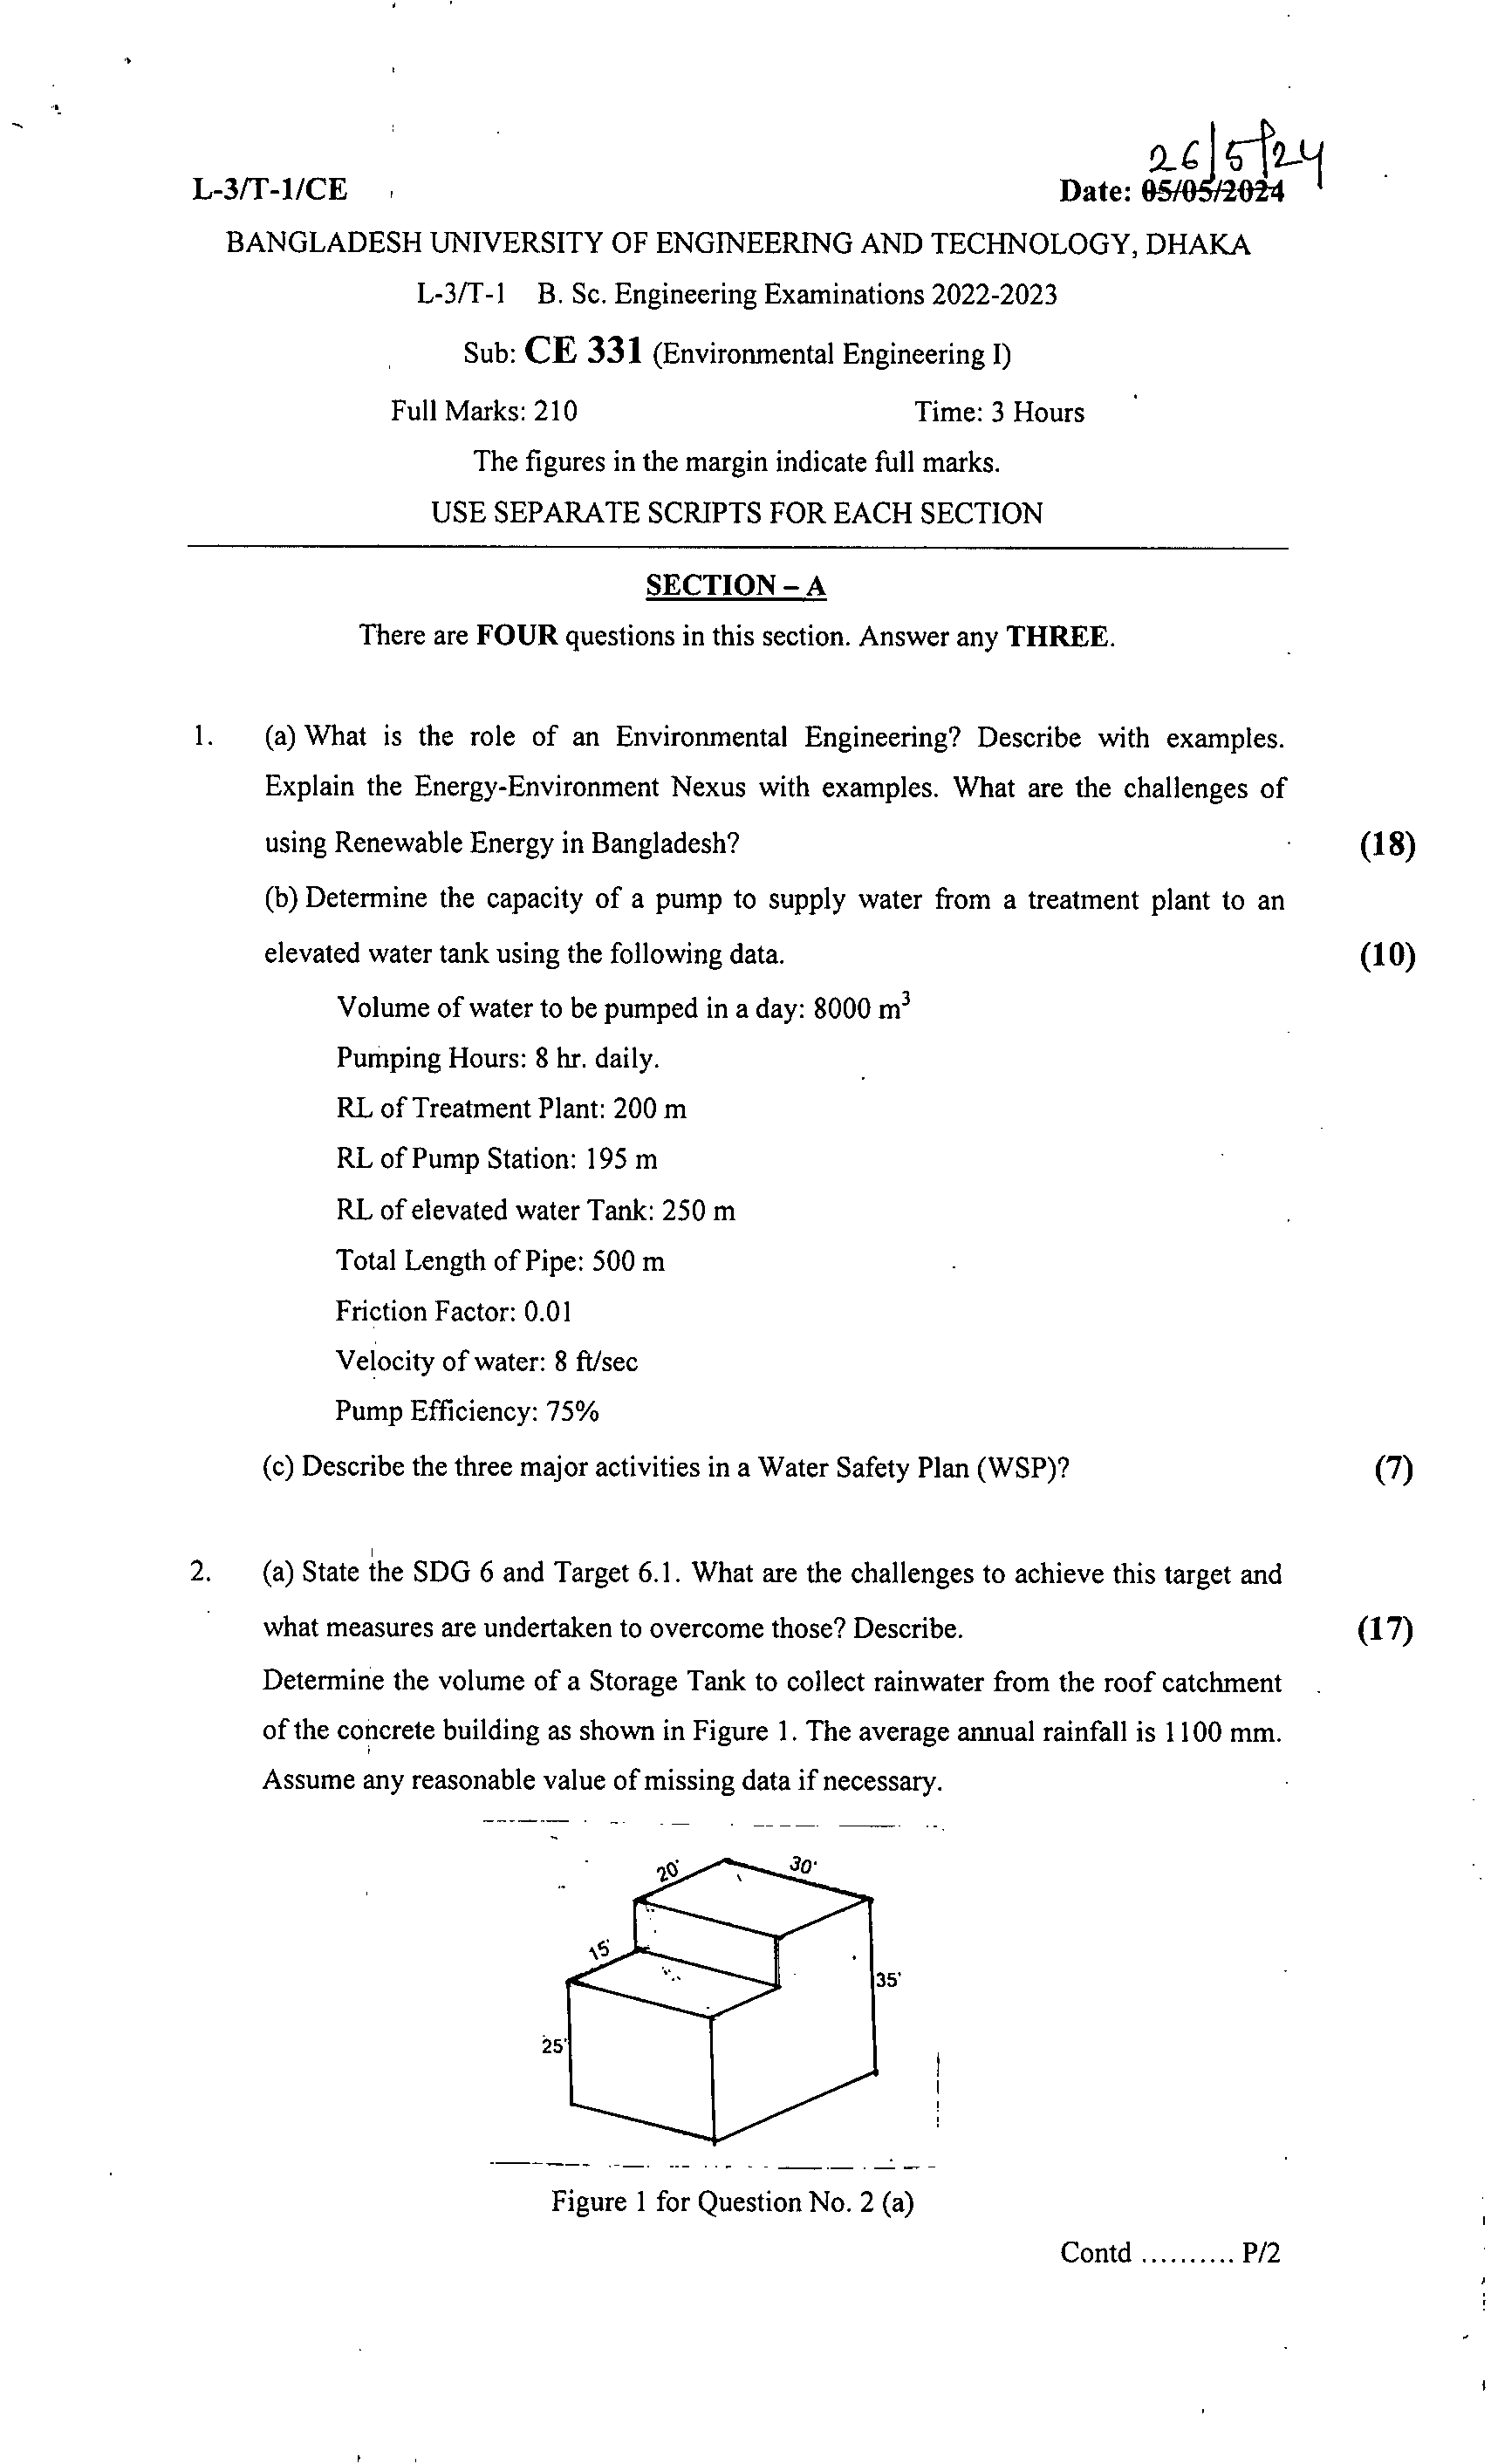 26/5/24
L-3/T-1/CE Date: 05/05/2024
BANGLADESH UNIVERSITY OF ENGINEERING AND TECHNOLOGY, DHAKA
L-3/T-1 B. Sc. Engineering Examinations 2022-2023
Sub: CE 331 (Environmental Engineering I)
Full Marks: 210 Time: 3 Hours
The figures in the margin indicate full marks.
USE SEPARATE SCRIPTS FOR EACH SECTION
SECTION – A
There are FOUR questions in this section. Answer any THREE.
1. (a) What is the role of an Environmental Engineering? Describe with examples.
Explain the Energy-Environment Nexus with examples. What are the challenges of
using Renewable Energy in Bangladesh? (18)
(b) Determine the capacity of a pump to supply water from a treatment plant to an
elevated water tank using the following data. (10)
Volume of water to be pumped in a day: 8000 m³
Pumping Hours: 8 hr. daily.
RL of Treatment Plant: 200 m
RL of Pump Station: 195 m
RL of elevated water Tank: 250 m
Total Length of Pipe: 500 m
Friction Factor: 0.01
Velocity of water: 8 ft/sec
Pump Efficiency: 75%
(c) Describe the three major activities in a Water Safety Plan (WSP)? (7)
2. (a) State the SDG 6 and Target 6.1. What are the challenges to achieve this target and
what measures are undertaken to overcome those? Describe. (17)
Determine the volume of a Storage Tank to collect rainwater from the roof catchment
of the concrete building as shown in Figure 1. The average annual rainfall is 1100 mm.
Assume any reasonable value of missing data if necessary.
20' 30'
15'
35'
25'
Figure 1 for Question No. 2 (a)
Contd .......... P/2